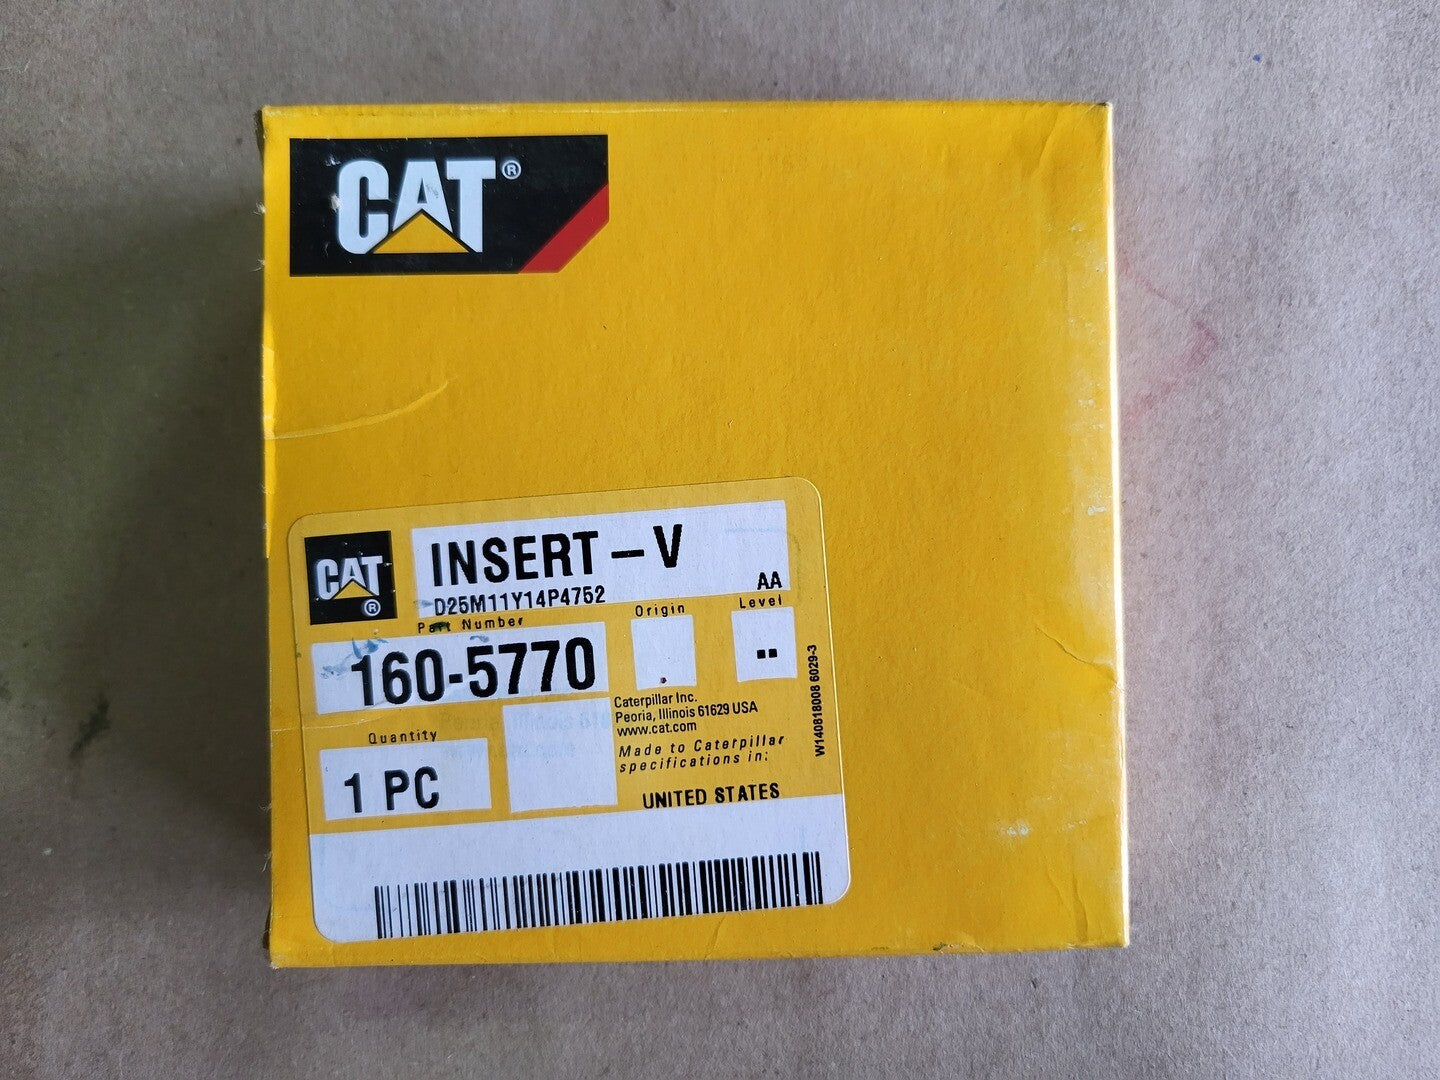 CAT®
CAT®
INSERT-V
D25M11Y14P4752
AA
Part Number
Origin
Level
160-5770
..
Caterpillar Inc.
Peoria, Illinois 61629 USA
www.cat.com
Made to Caterpillar
specifications in:
UNITED STATES
Quantity
1 PC
W140818008 6029-3